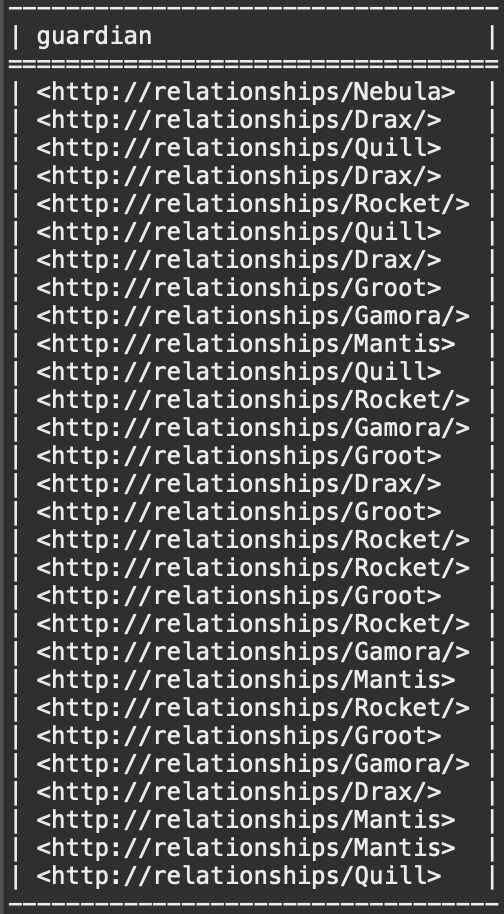 -----------------------------------
| guardian                        |
===================================
| <http://relationships/Nebula>   |
| <http://relationships/Drax/>    |
| <http://relationships/Quill>    |
| <http://relationships/Drax/>    |
| <http://relationships/Rocket/>  |
| <http://relationships/Quill>    |
| <http://relationships/Drax/>    |
| <http://relationships/Groot>    |
| <http://relationships/Gamora/>  |
| <http://relationships/Mantis>   |
| <http://relationships/Quill>    |
| <http://relationships/Rocket/>  |
| <http://relationships/Gamora/>  |
| <http://relationships/Groot>    |
| <http://relationships/Drax/>    |
| <http://relationships/Groot>    |
| <http://relationships/Rocket/>  |
| <http://relationships/Rocket/>  |
| <http://relationships/Groot>    |
| <http://relationships/Rocket/>  |
| <http://relationships/Gamora/>  |
| <http://relationships/Mantis>   |
| <http://relationships/Rocket/>  |
| <http://relationships/Groot>    |
| <http://relationships/Gamora/>  |
| <http://relationships/Drax/>    |
| <http://relationships/Mantis>   |
| <http://relationships/Mantis>   |
| <http://relationships/Quill>    |
-----------------------------------